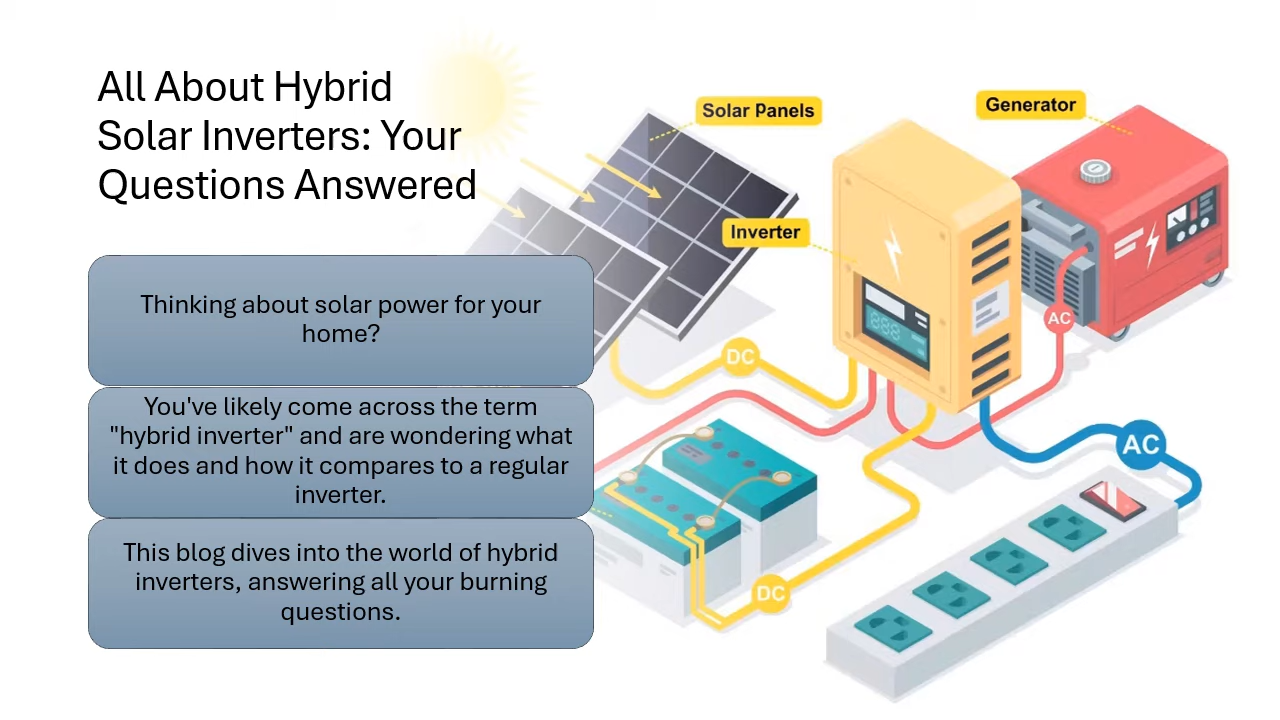 All About Hybrid
Solar Inverters: Your
Questions Answered
Thinking about solar power for your
home?
You've likely come across the term
"hybrid inverter" and are wondering what
it does and how it compares to a regular
inverter.
This blog dives into the world of hybrid
inverters, answering all your burning
questions.
Solar Panels
Generator
Inverter
AC
DC
AC
DC